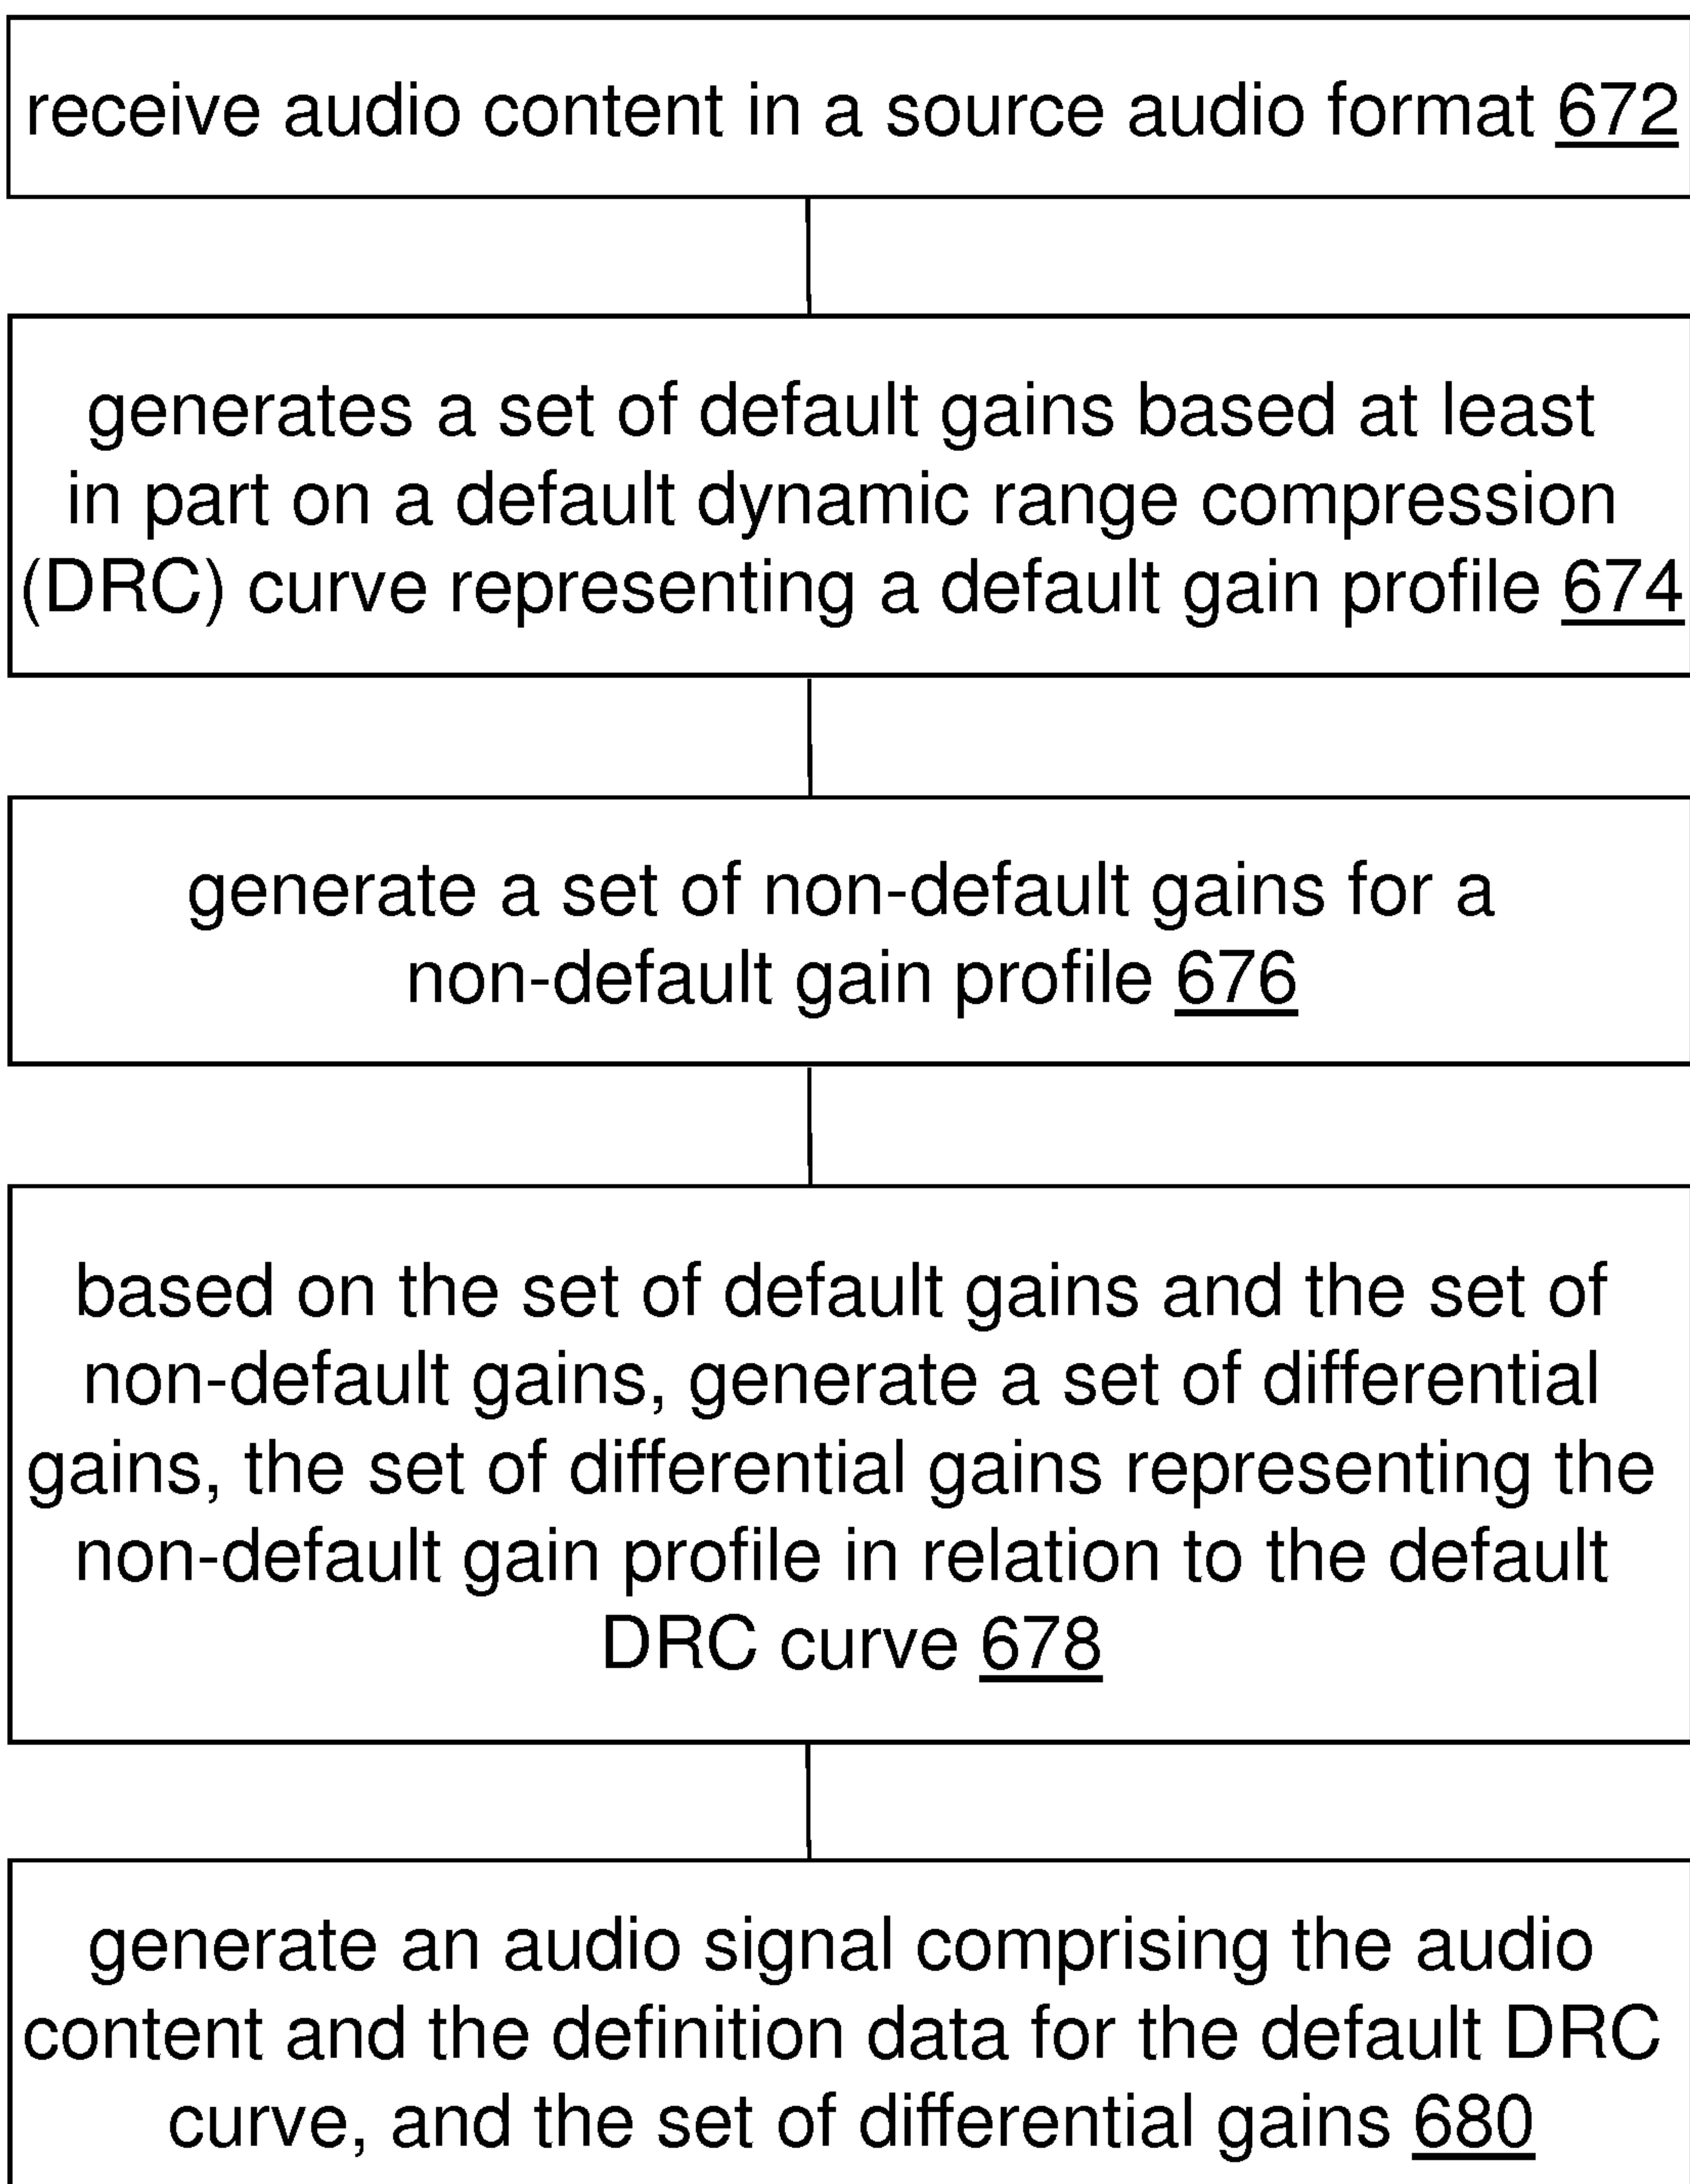 receive audio content in a source audio format 672
generates a set of default gains based at least
in part on a default dynamic range compression
(DRC) curve representing a default gain profile 674
generate a set of non-default gains for a
non-default gain profile 676
based on the set of default gains and the set of
non-default gains, generate a set of differential
gains, the set of differential gains representing the
non-default gain profile in relation to the default
DRC curve 678
generate an audio signal comprising the audio
content and the definition data for the default DRC
curve, and the set of differential gains 680